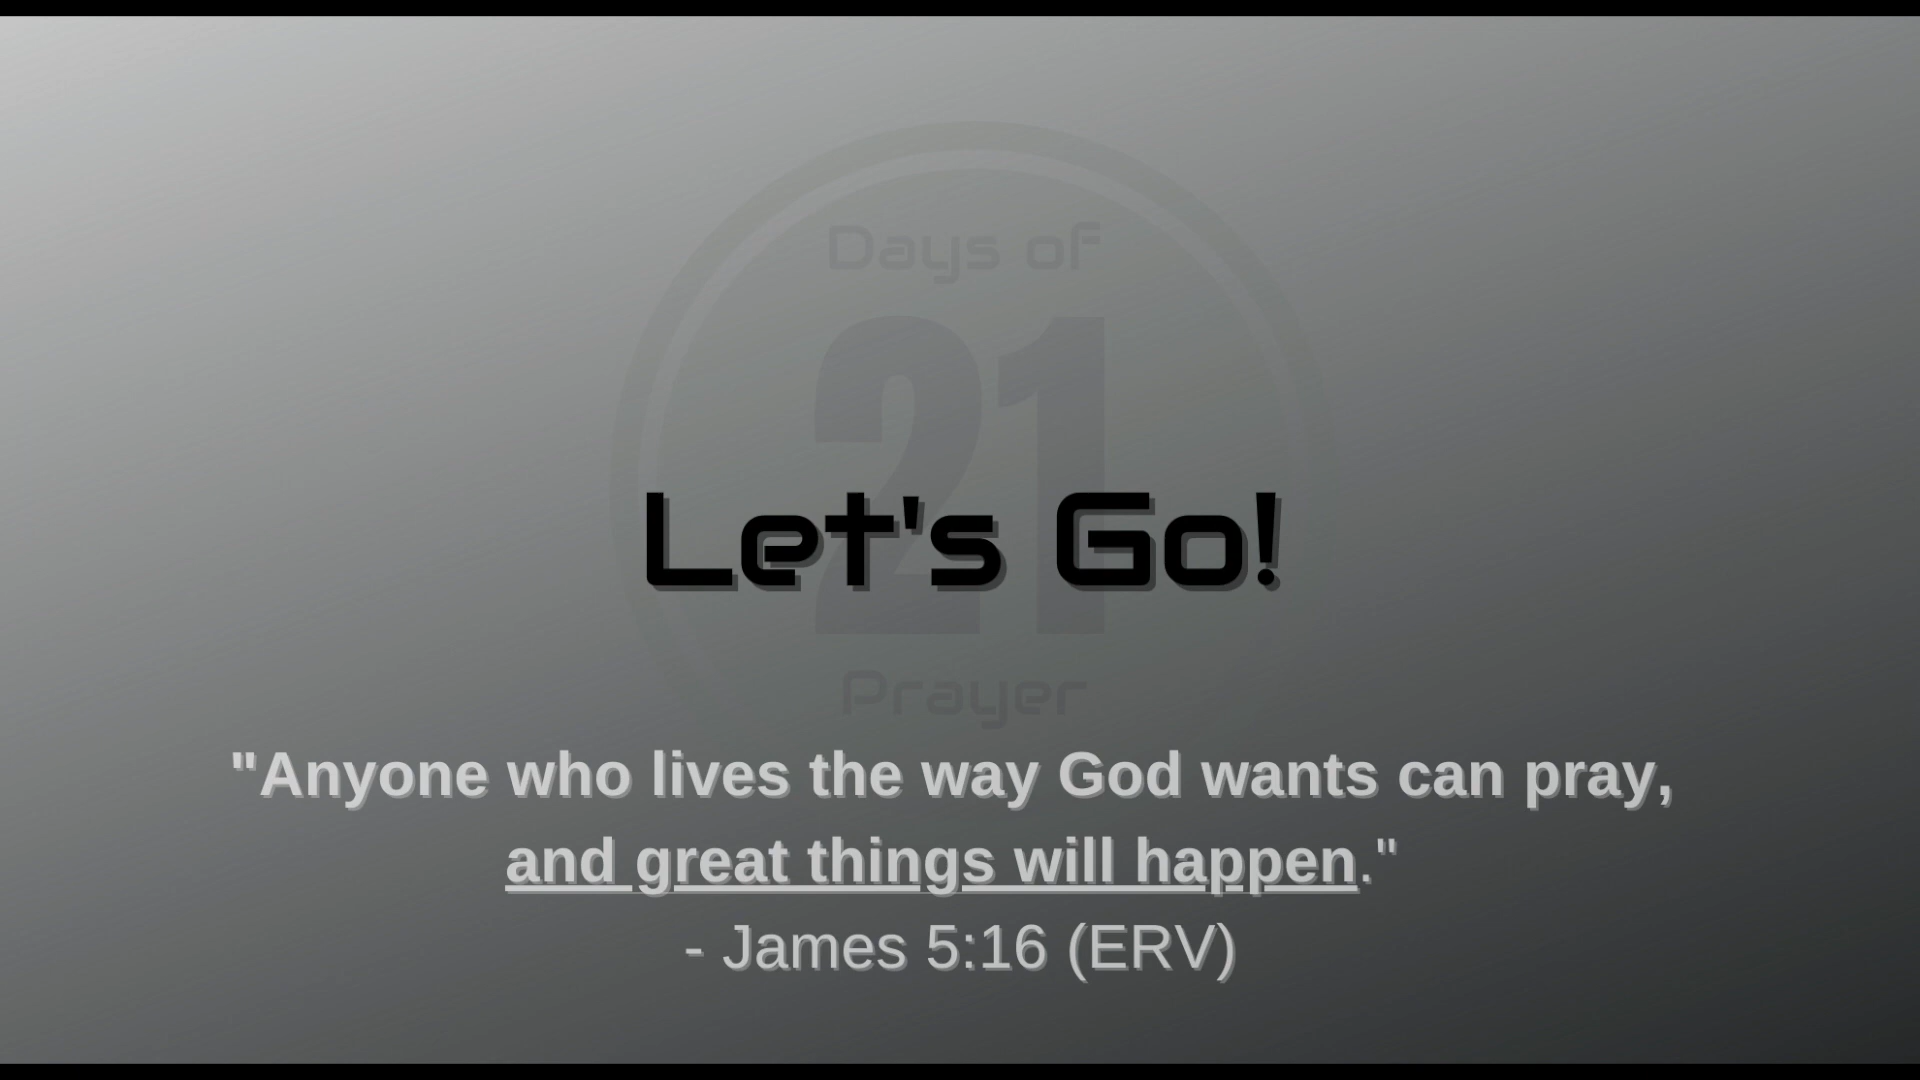 Days of
21
Let's Go!
Prayer
"Anyone who lives the way God wants can pray,
and great things will happen."
- James 5:16 (ERV)